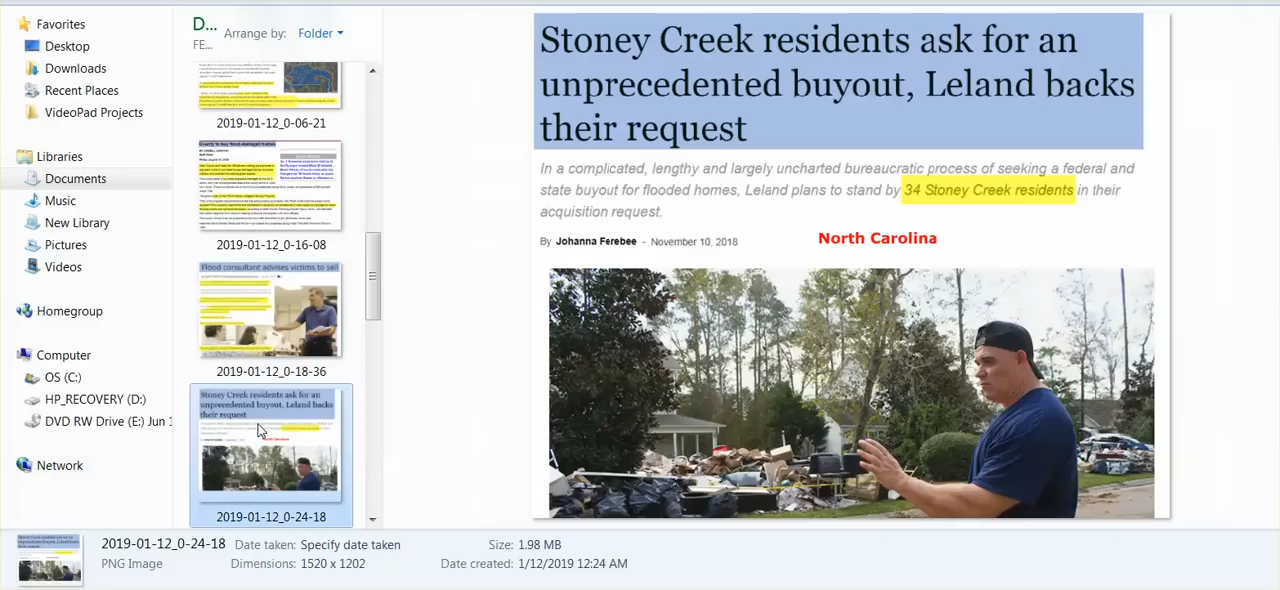 Favorites
Desktop
Downloads
Recent Places
VideoPad Projects
Libraries
Documents
Music
New Library
Pictures
Videos
Homegroup
Computer
OS (C:)
HP_RECOVERY (D:)
DVD RW Drive (E:) Jun 1
Network
D...
FE...
Arrange by: Folder
2019-01-12_0-06-21
County to buy flood-damaged homes
2019-01-12_0-16-08
Flood consultant advises victims to sell
2019-01-12_0-18-36
Stoney Creek residents ask for an
unprecedented buyout, Leland backs
their request
North Carolina
2019-01-12_0-24-18
Stoney Creek residents ask for an
unprecedented buyout, Leland backs
their request
In a complicated, lengthy and largely uncharted bureaucratic process of seeking a federal and
state buyout for flooded homes, Leland plans to stand by 34 Stoney Creek residents in their
acquisition request.
By Johanna Ferebee - November 10, 2018
North Carolina
2019-01-12_0-24-18 Date taken: Specify date taken Size: 1.98 MB
PNG Image Dimensions: 1520 x 1202 Date created: 1/12/2019 12:24 AM